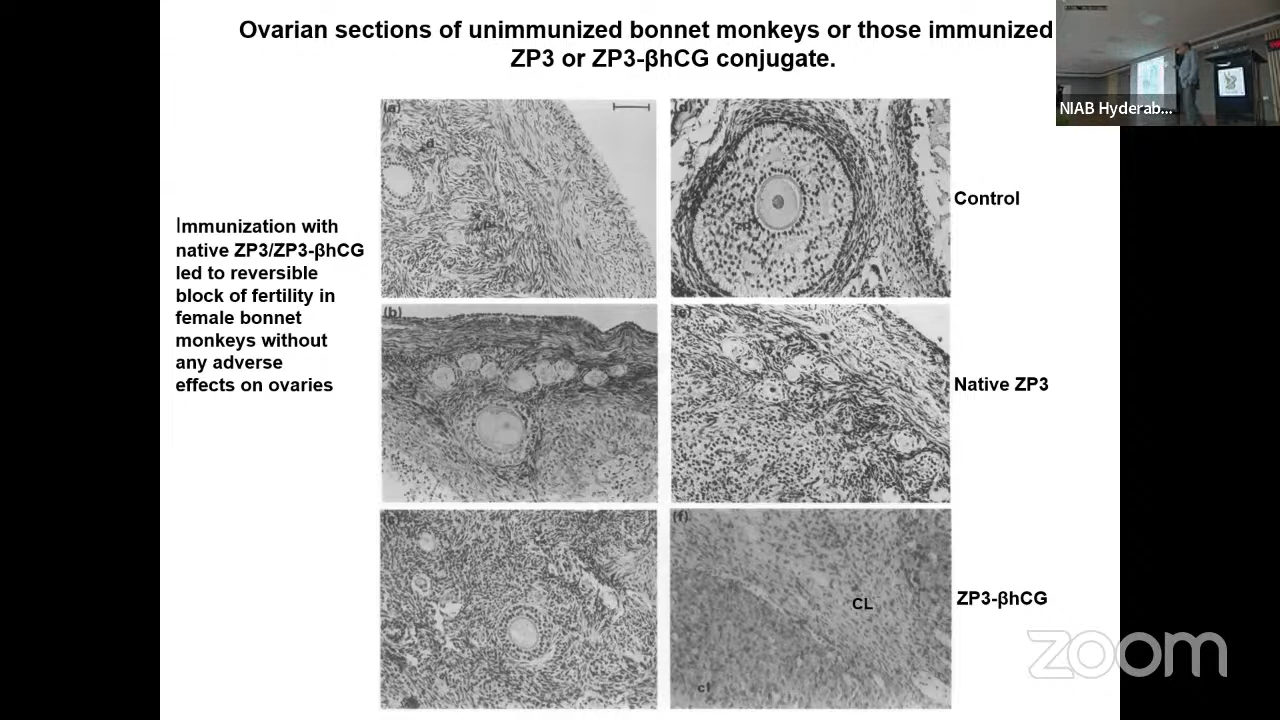 Ovarian sections of unimmunized bonnet monkeys or those immunized
ZP3 or ZP3-βhCG conjugate.
NIAB Hyderab...
(a)
(d)
Control
Immunization with
native ZP3/ZP3-βhCG
led to reversible
block of fertility in
female bonnet
monkeys without
any adverse
effects on ovaries
(b)
(e)
Native ZP3
(f)
CL
ZP3-βhCG
cl
zoom